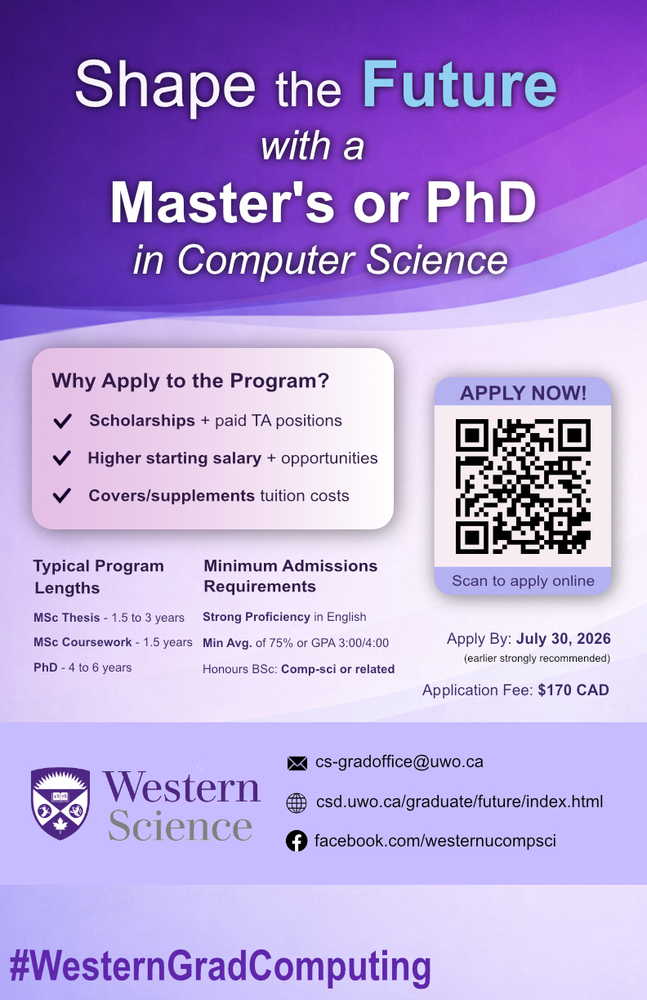 Shape the Future
with a
Master's or PhD
in Computer Science
Why Apply to the Program?
Scholarships + paid TA positions
Higher starting salary + opportunities
Covers/supplements tuition costs
APPLY NOW!
Scan to apply online
Typical Program
Lengths
MSc Thesis - 1.5 to 3 years
MSc Coursework - 1.5 years
PhD - 4 to 6 years
Minimum Admissions
Requirements
Strong Proficiency in English
Min Avg. of 75% or GPA 3:00/4:00
Honours BSc: Comp-sci or related
Apply By: July 30, 2026
(earlier strongly recommended)
Application Fee: $170 CAD
1878
Western
Science
cs-gradoffice@uwo.ca
csd.uwo.ca/graduate/future/index.html
facebook.com/westernucompsci
#WesternGradComputing